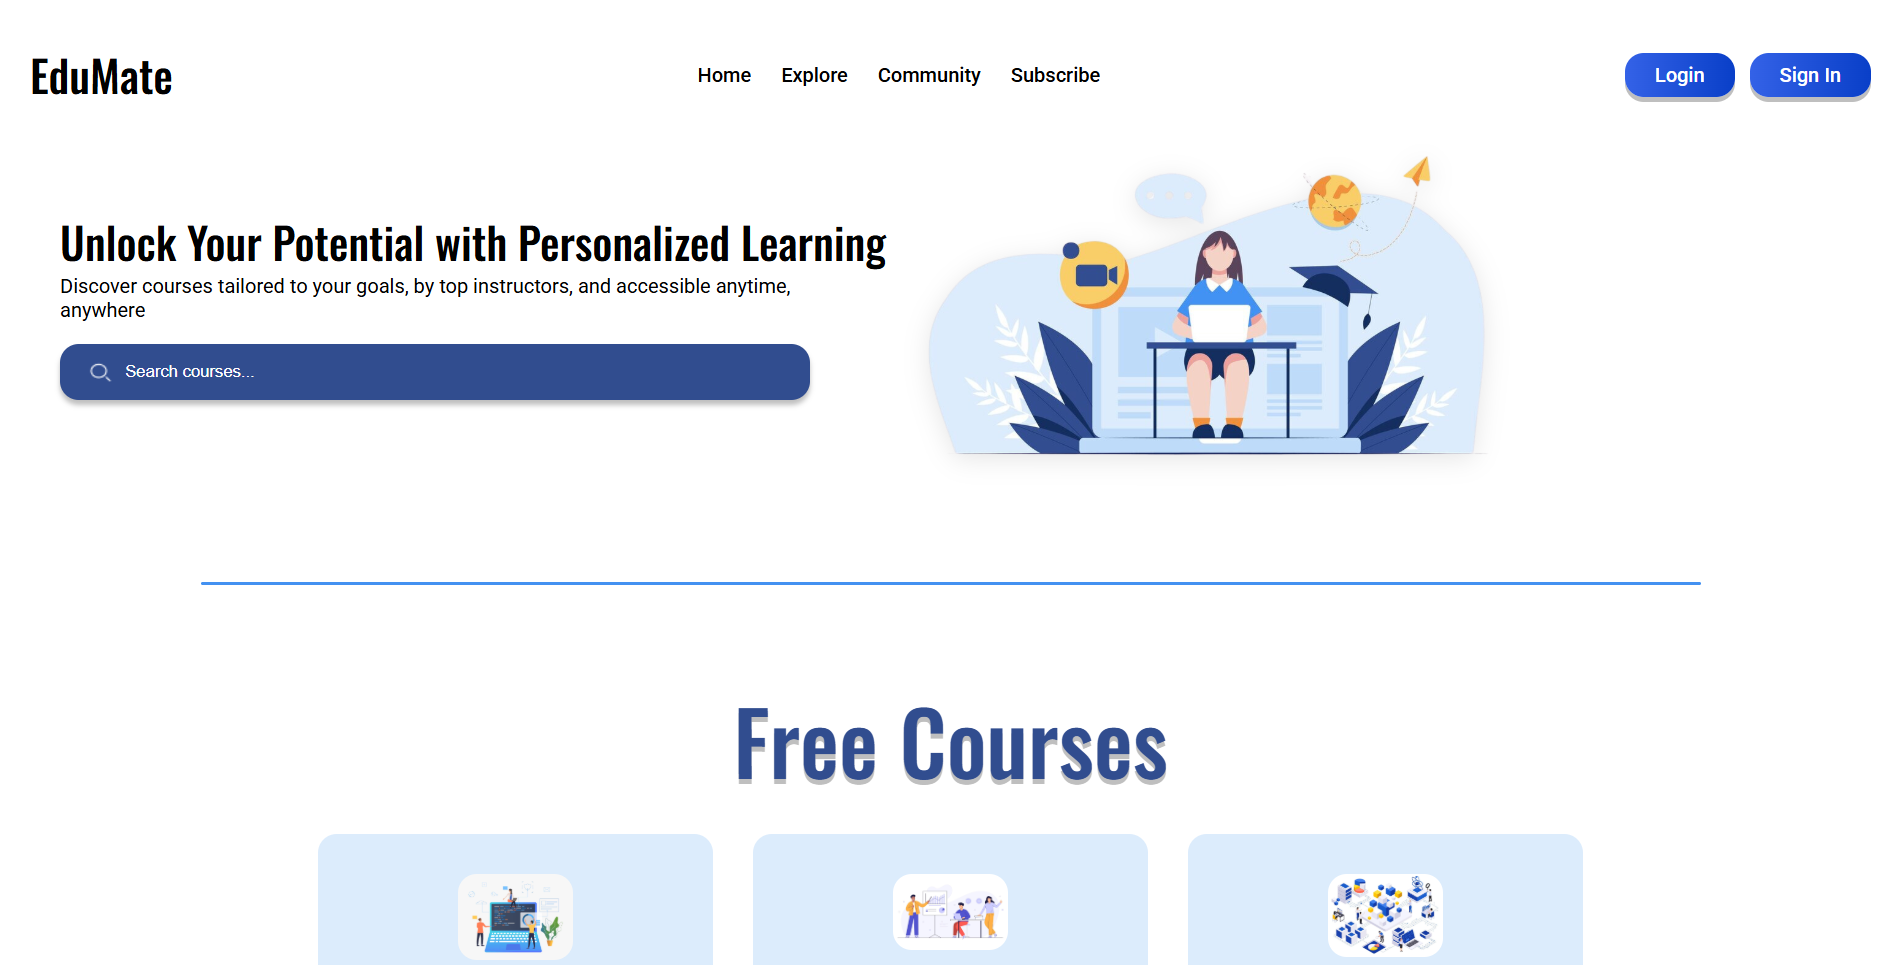 EduMate
Home
Explore
Community
Subscribe
Login
Sign In
Unlock Your Potential with Personalized Learning
Discover courses tailored to your goals, by top instructors, and accessible anytime,
anywhere
Search courses...
Free Courses